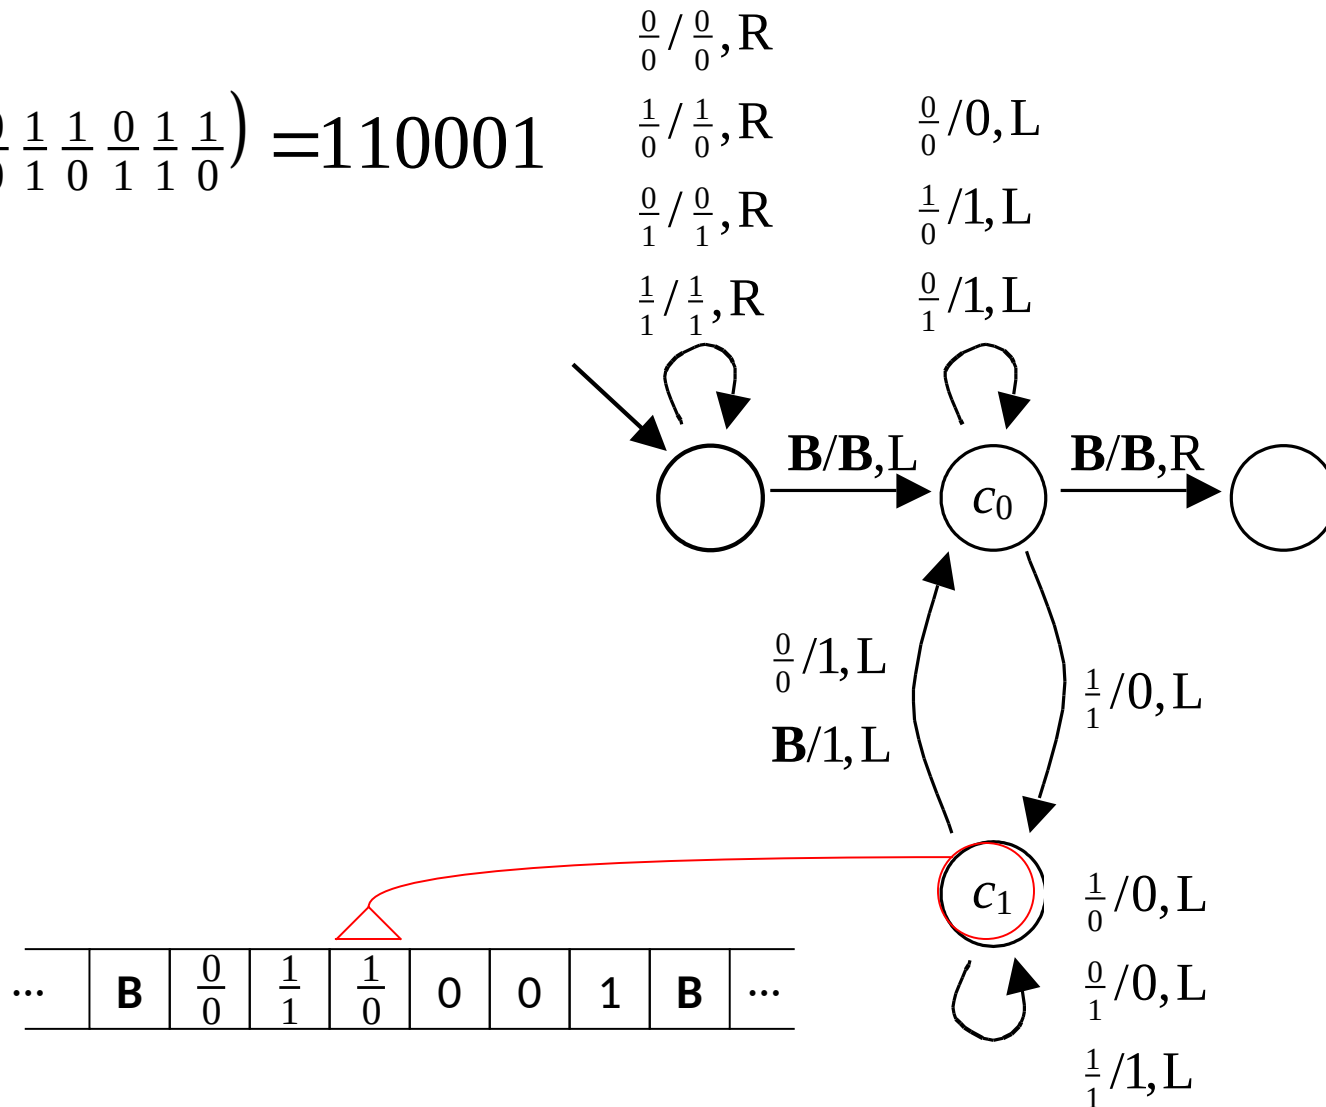 0/0 1/1 1/0 0/1 1/1 1/0) =110001
0/0 / 0/0, R
1/0 / 1/0, R
0/1 / 0/1, R
1/1 / 1/1, R
0/0 /0, L
1/0 /1, L
0/1 /1, L
B/B, L
c0
B/B, R
0/0 /1, L
B/1, L
1/1 /0, L
c1
1/0 /0, L
0/1 /0, L
1/1 /1, L
... B 0/0 1/1 1/0 0 0 1 B ...